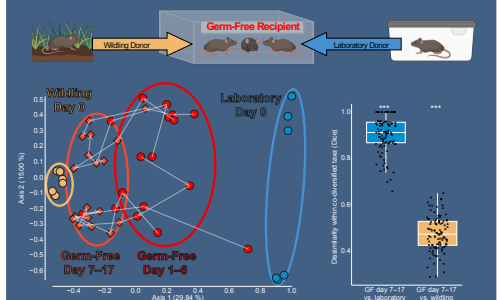 Germ-Free Recipient
Wildling Donor
Laboratory Donor
Wildling
Day 0
Laboratory
Day 0
Germ-Free
Day 7–17
Germ-Free
Day 1–6
Axis 2 (15.00 %)
0.5
0.4
0.3
0.2
0.1
0.0
−0.1
−0.2
−0.3
−0.4
−0.5
−0.6
−0.4
−0.2
0.0
0.2
0.4
0.6
0.8
1.0
Axis 1 (29.84 %)
Dissimilarity within co-diversified taxa (Dice)
1.0
0.8
0.6
0.4
***
***
GF day 7–17
vs. laboratory
GF day 7–17
vs. wildling